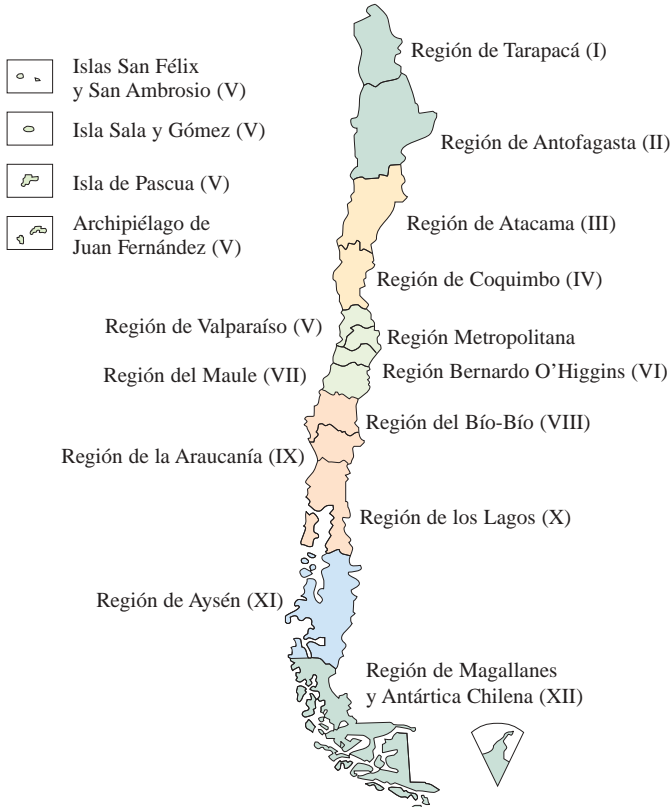 Islas San Félix
y San Ambrosio (V)
Isla Sala y Gómez (V)
Isla de Pascua (V)
Archipiélago de
Juan Fernández (V)
Región de Tarapacá (I)
Región de Antofagasta (II)
Región de Atacama (III)
Región de Coquimbo (IV)
Región de Valparaíso (V)
Región Metropolitana
Región Bernardo O’Higgins (VI)
Región del Maule (VII)
Región del Bío-Bío (VIII)
Región de la Araucanía (IX)
Región de los Lagos (X)
Región de Aysén (XI)
Región de Magallanes
y Antártica Chilena (XII)